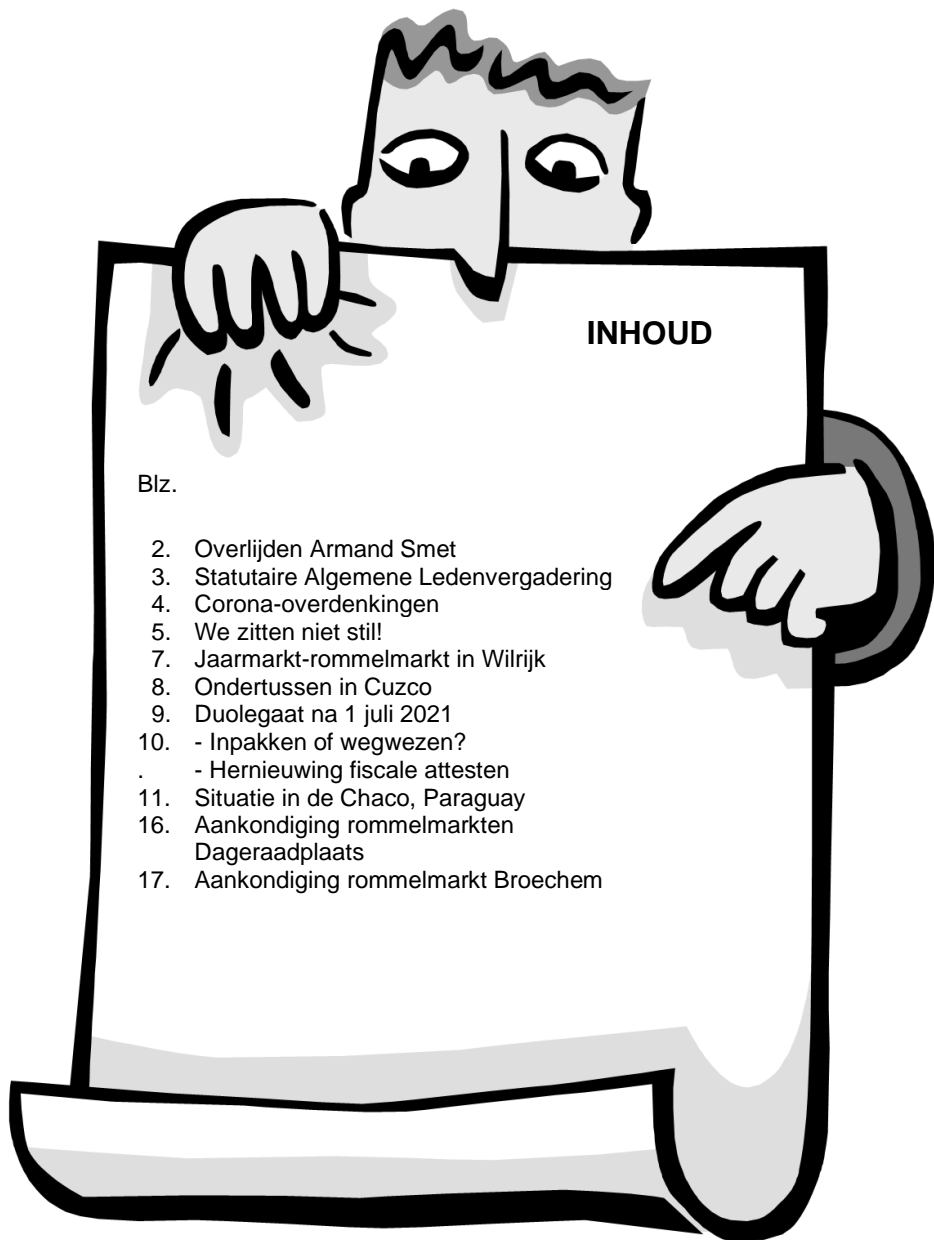 INHOUD
Blz.
2. Overlijden Armand Smet
3. Statutaire Algemene Ledenvergadering
4. Corona-overdenkingen
5. We zitten niet stil!
7. Jaarmarkt-rommelmarkt in Wilrijk
8. Ondertussen in Cuzco
9. Duolegaat na 1 juli 2021
10. - Inpakken of wegwezen?
. - Hernieuwing fiscale attesten
11. Situatie in de Chaco, Paraguay
16. Aankondiging rommelmarkten
Dageraadplaats
17. Aankondiging rommelmarkt Broechem